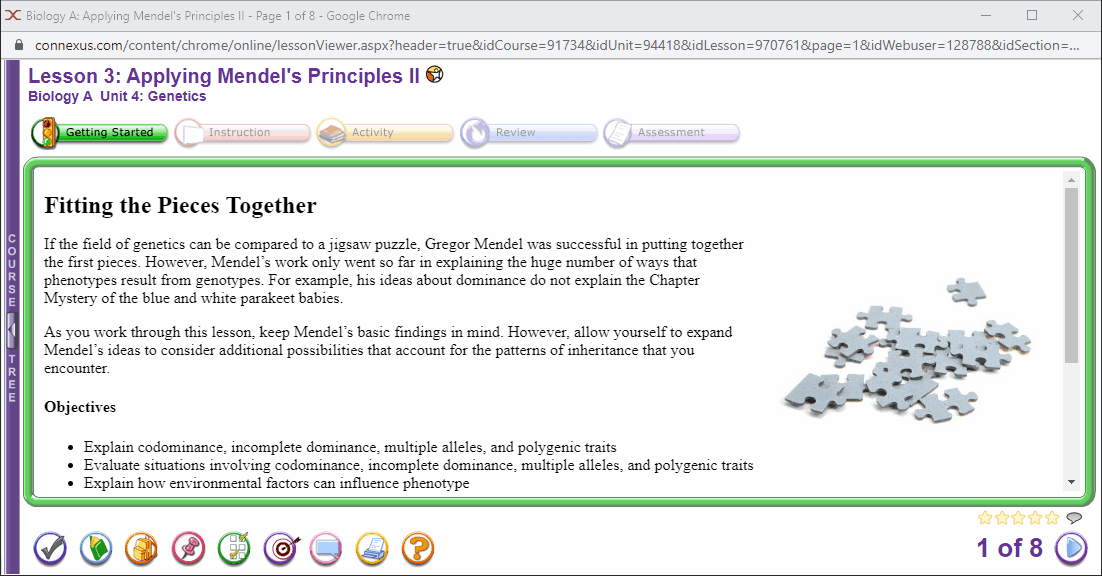 Biology A: Applying Mendel's Principles II - Page 1 of 8 - Google Chrome
connexus.com/content/chrome/online/lessonViewer.aspx?header=true&idCourse=91734&idUnit=94418&idLesson=970761&page=1&idWebuser=128788&idSection=...
Lesson 3: Applying Mendel's Principles II
Biology A Unit 4: Genetics
Getting Started Instruction Activity Review Assessment
COURSE TREE
Fitting the Pieces Together
If the field of genetics can be compared to a jigsaw puzzle, Gregor Mendel was successful in putting together
the first pieces. However, Mendel’s work only went so far in explaining the huge number of ways that
phenotypes result from genotypes. For example, his ideas about dominance do not explain the Chapter
Mystery of the blue and white parakeet babies.
As you work through this lesson, keep Mendel’s basic findings in mind. However, allow yourself to expand
Mendel’s ideas to consider additional possibilities that account for the patterns of inheritance that you
encounter.
Objectives
• Explain codominance, incomplete dominance, multiple alleles, and polygenic traits
• Evaluate situations involving codominance, incomplete dominance, multiple alleles, and polygenic traits
• Explain how environmental factors can influence phenotype
1 of 8